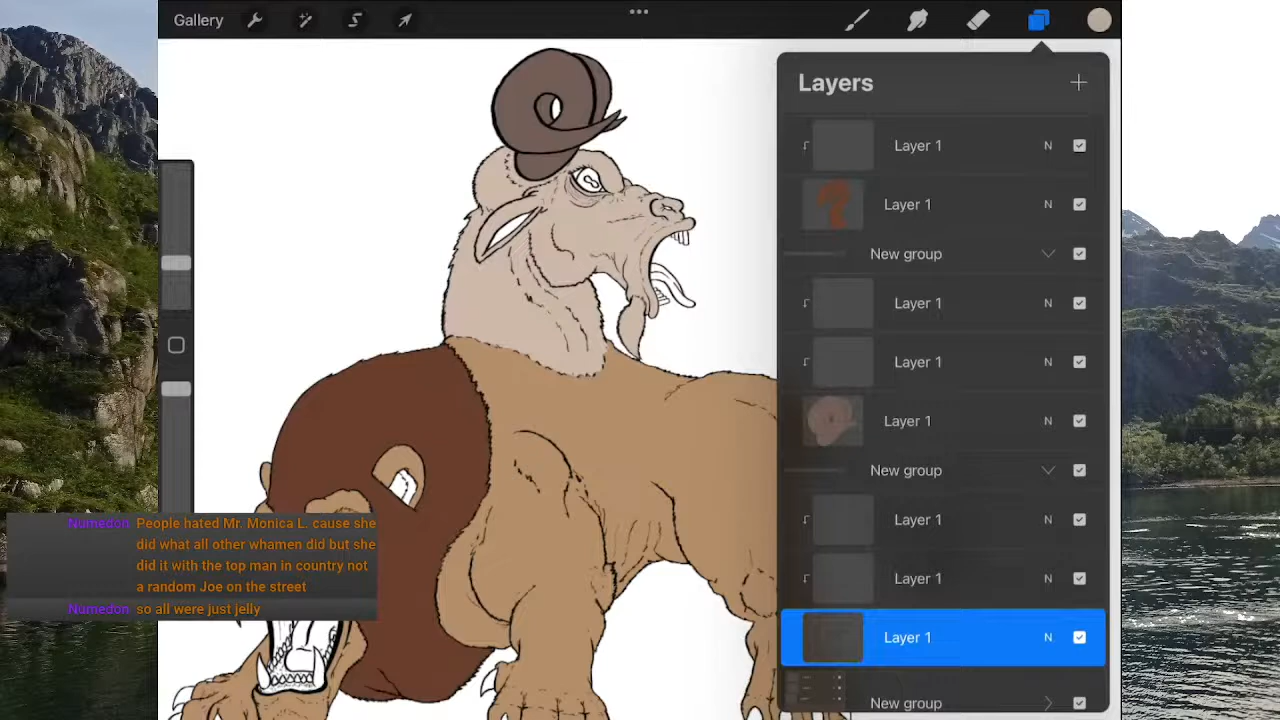 Gallery
Layers
Layer 1 N
Layer 1 N
New group
Layer 1 N
Layer 1 N
Layer 1 N
New group
Layer 1 N
Layer 1 N
Layer 1 N
New group
Numedon People hated Mr. Monica L. cause she
did what all other whamen did but she
did it with the top man in country not
a random Joe on the street
Numedon so all were just jelly